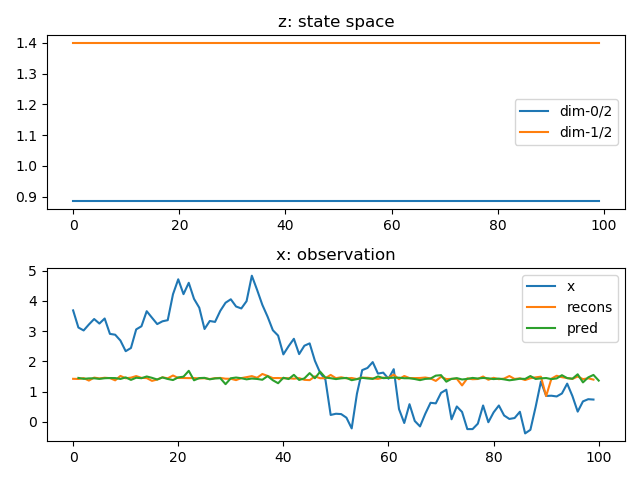 z: state space
1.4
1.3
1.2
1.1
1.0
0.9
dim-0/2
dim-1/2
0 20 40 60 80 100
x: observation
5
4
3
2
1
0
x
recons
pred
0 20 40 60 80 100